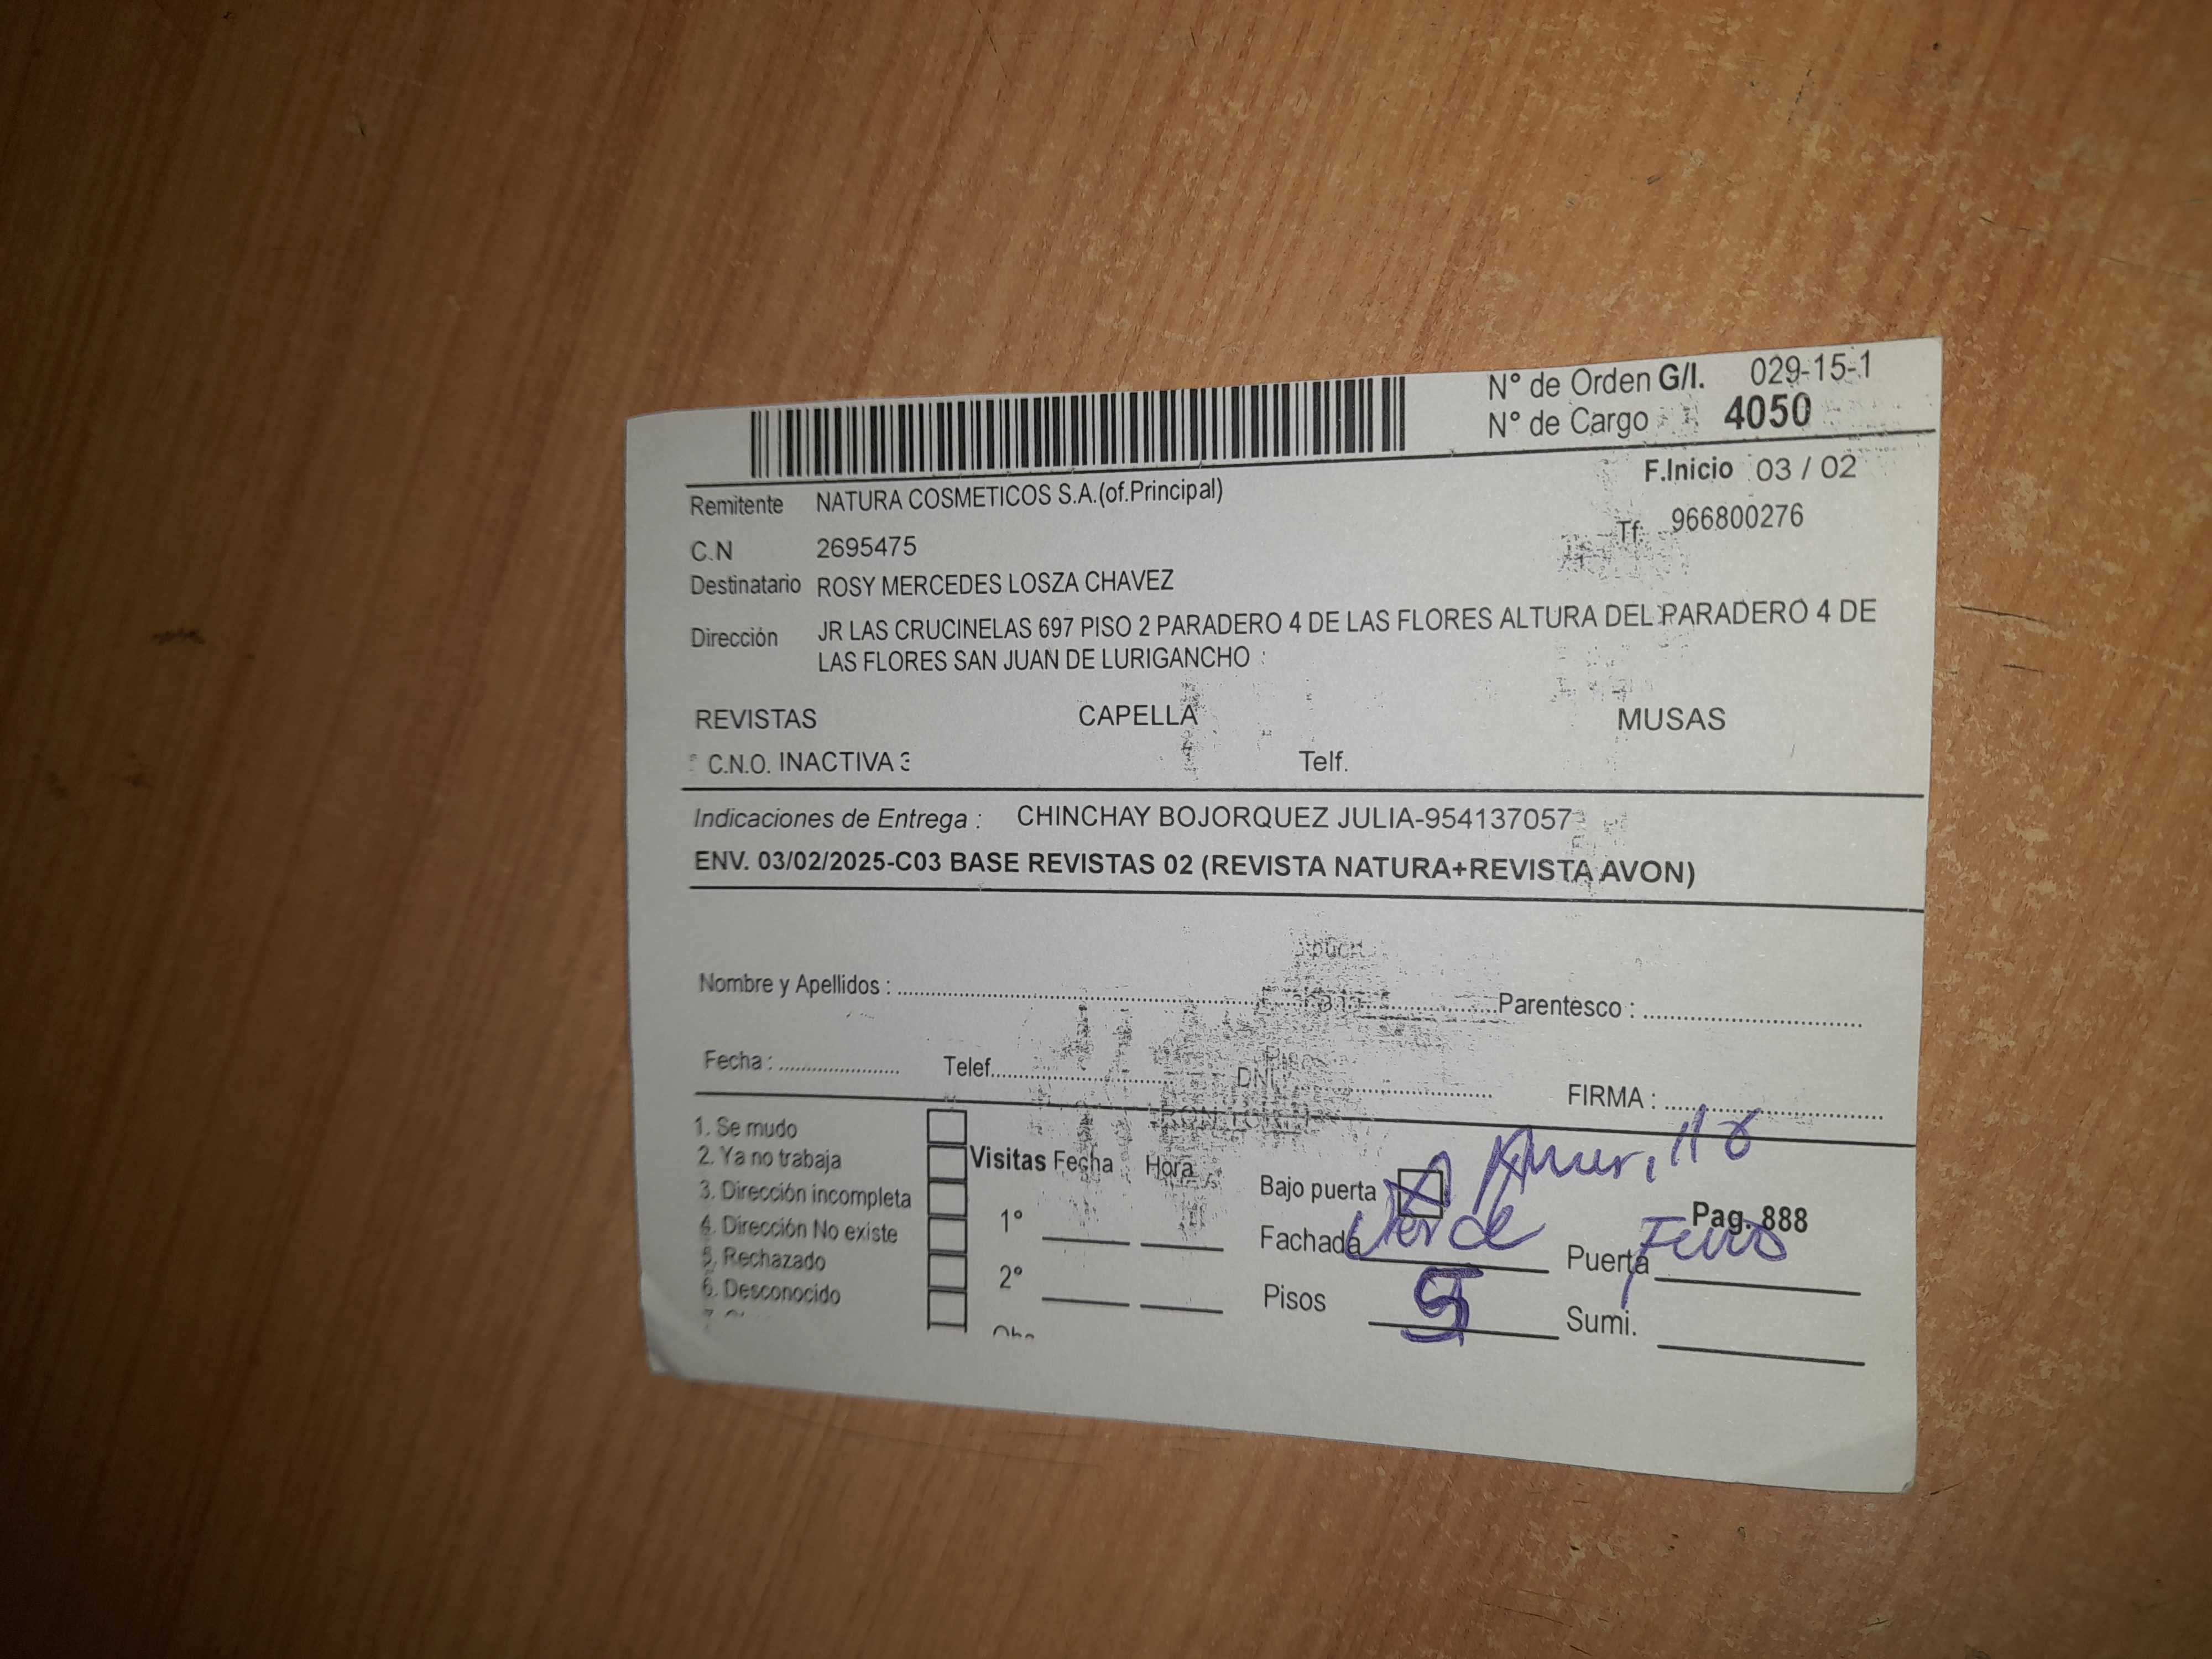 N° de Orden G/I. 029-15-1
N° de Cargo 4050
F.Inicio 03 / 02
Remitente NATURA COSMETICOS S.A.(of.Principal)
Tf. 966800276
C.N 2695475
Destinatario ROSY MERCEDES LOSZA CHAVEZ
Dirección JR LAS CRUCINELAS 697 PISO 2 PARADERO 4 DE LAS FLORES ALTURA DEL PARADERO 4 DE
LAS FLORES SAN JUAN DE LURIGANCHO :
REVISTAS CAPELLA MUSAS
C.N.O. INACTIVA 3 Telf.
Indicaciones de Entrega : CHINCHAY BOJORQUEZ JULIA-954137057
ENV. 03/02/2025-C03 BASE REVISTAS 02 (REVISTA NATURA+REVISTA AVON)
Nombre y Apellidos : Parentesco :
Fecha : Telef. DNI FIRMA :
1. Se mudo
2. Ya no trabaja
3. Dirección incompleta
4. Dirección No existe
5. Rechazado
6. Desconocido
Visitas Fecha Hora
1°
2°
Bajo puerta
Pag. 888
Fachada Verde Puerta
Pisos 5 Sumi.